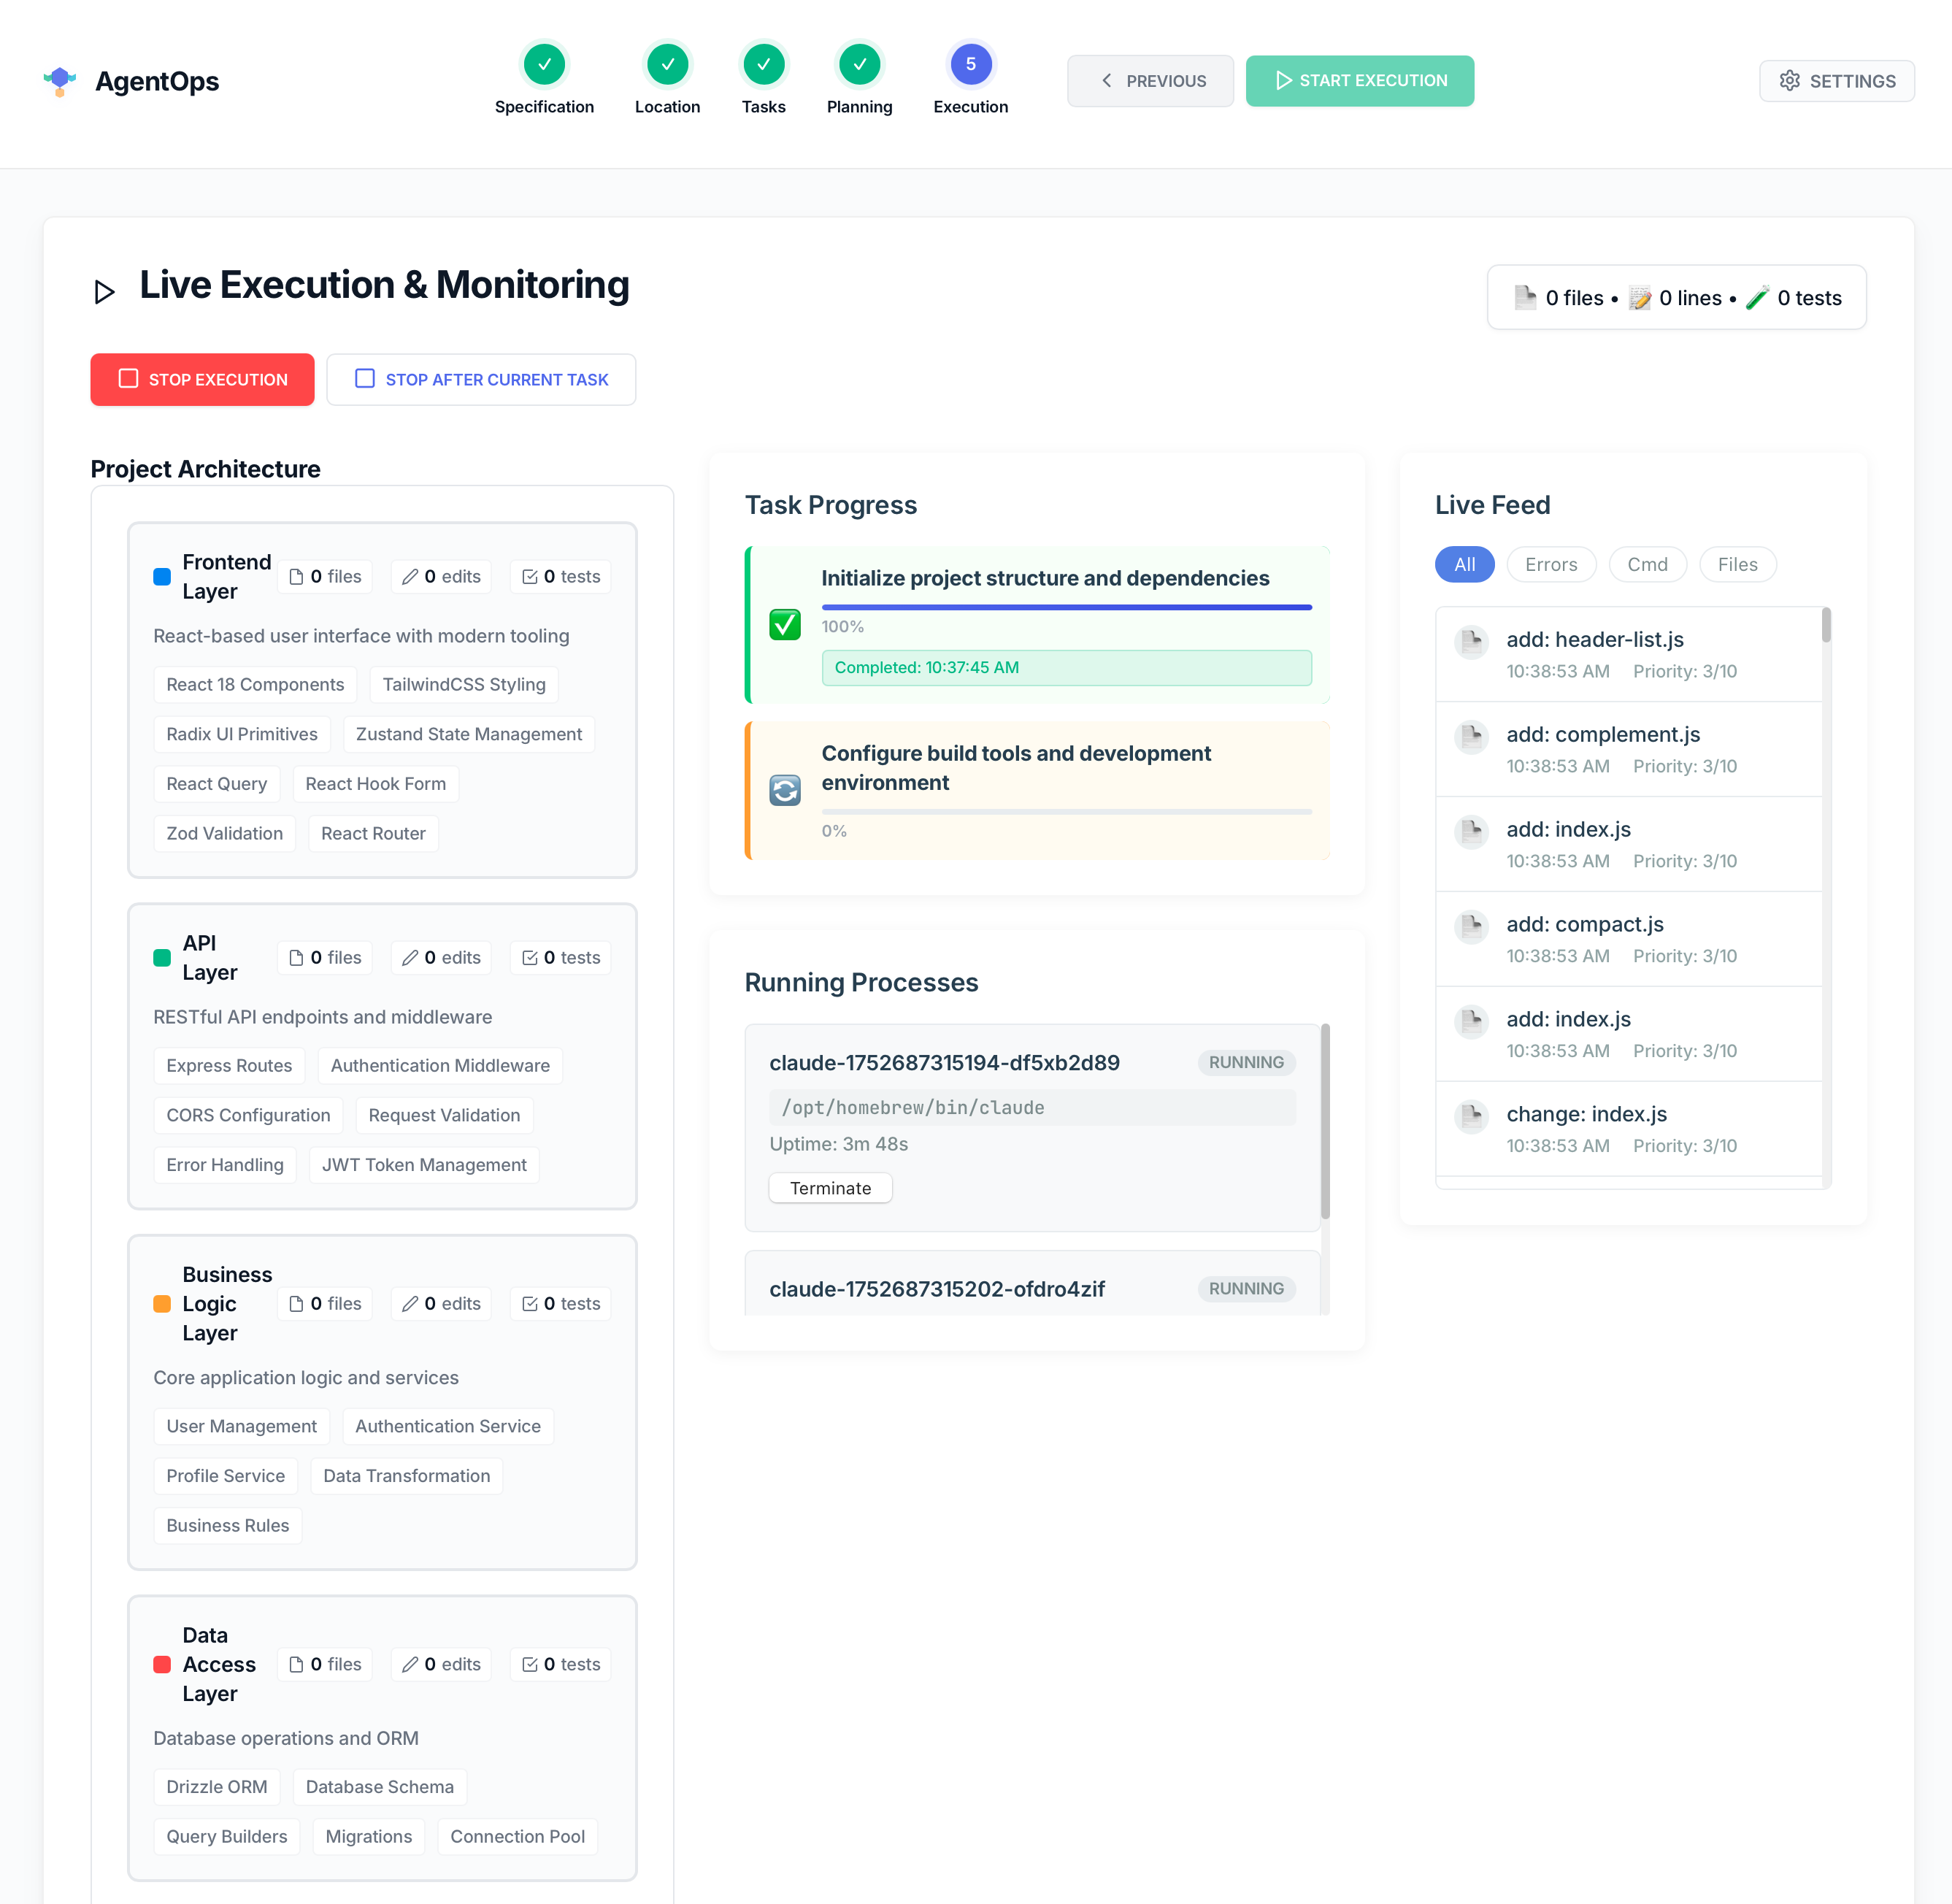 AgentOps
Specification
Location
Tasks
Planning
5
Execution
PREVIOUS
START EXECUTION
SETTINGS
Live Execution & Monitoring
0 files • 0 lines • 0 tests
STOP EXECUTION
STOP AFTER CURRENT TASK
Project Architecture
Frontend
Layer
0 files
0 edits
0 tests
React-based user interface with modern tooling
React 18 Components
TailwindCSS Styling
Radix UI Primitives
Zustand State Management
React Query
React Hook Form
Zod Validation
React Router
API
Layer
0 files
0 edits
0 tests
RESTful API endpoints and middleware
Express Routes
Authentication Middleware
CORS Configuration
Request Validation
Error Handling
JWT Token Management
Business
Logic
Layer
0 files
0 edits
0 tests
Core application logic and services
User Management
Authentication Service
Profile Service
Data Transformation
Business Rules
Data
Access
Layer
0 files
0 edits
0 tests
Database operations and ORM
Drizzle ORM
Database Schema
Query Builders
Migrations
Connection Pool
Task Progress
Initialize project structure and dependencies
100%
Completed: 10:37:45 AM
Configure build tools and development
environment
0%
Running Processes
claude-1752687315194-df5xb2d89
RUNNING
/opt/homebrew/bin/claude
Uptime: 3m 48s
Terminate
claude-1752687315202-ofdro4zif
RUNNING
Live Feed
All
Errors
Cmd
Files
add: header-list.js
10:38:53 AM Priority: 3/10
add: complement.js
10:38:53 AM Priority: 3/10
add: index.js
10:38:53 AM Priority: 3/10
add: compact.js
10:38:53 AM Priority: 3/10
add: index.js
10:38:53 AM Priority: 3/10
change: index.js
10:38:53 AM Priority: 3/10